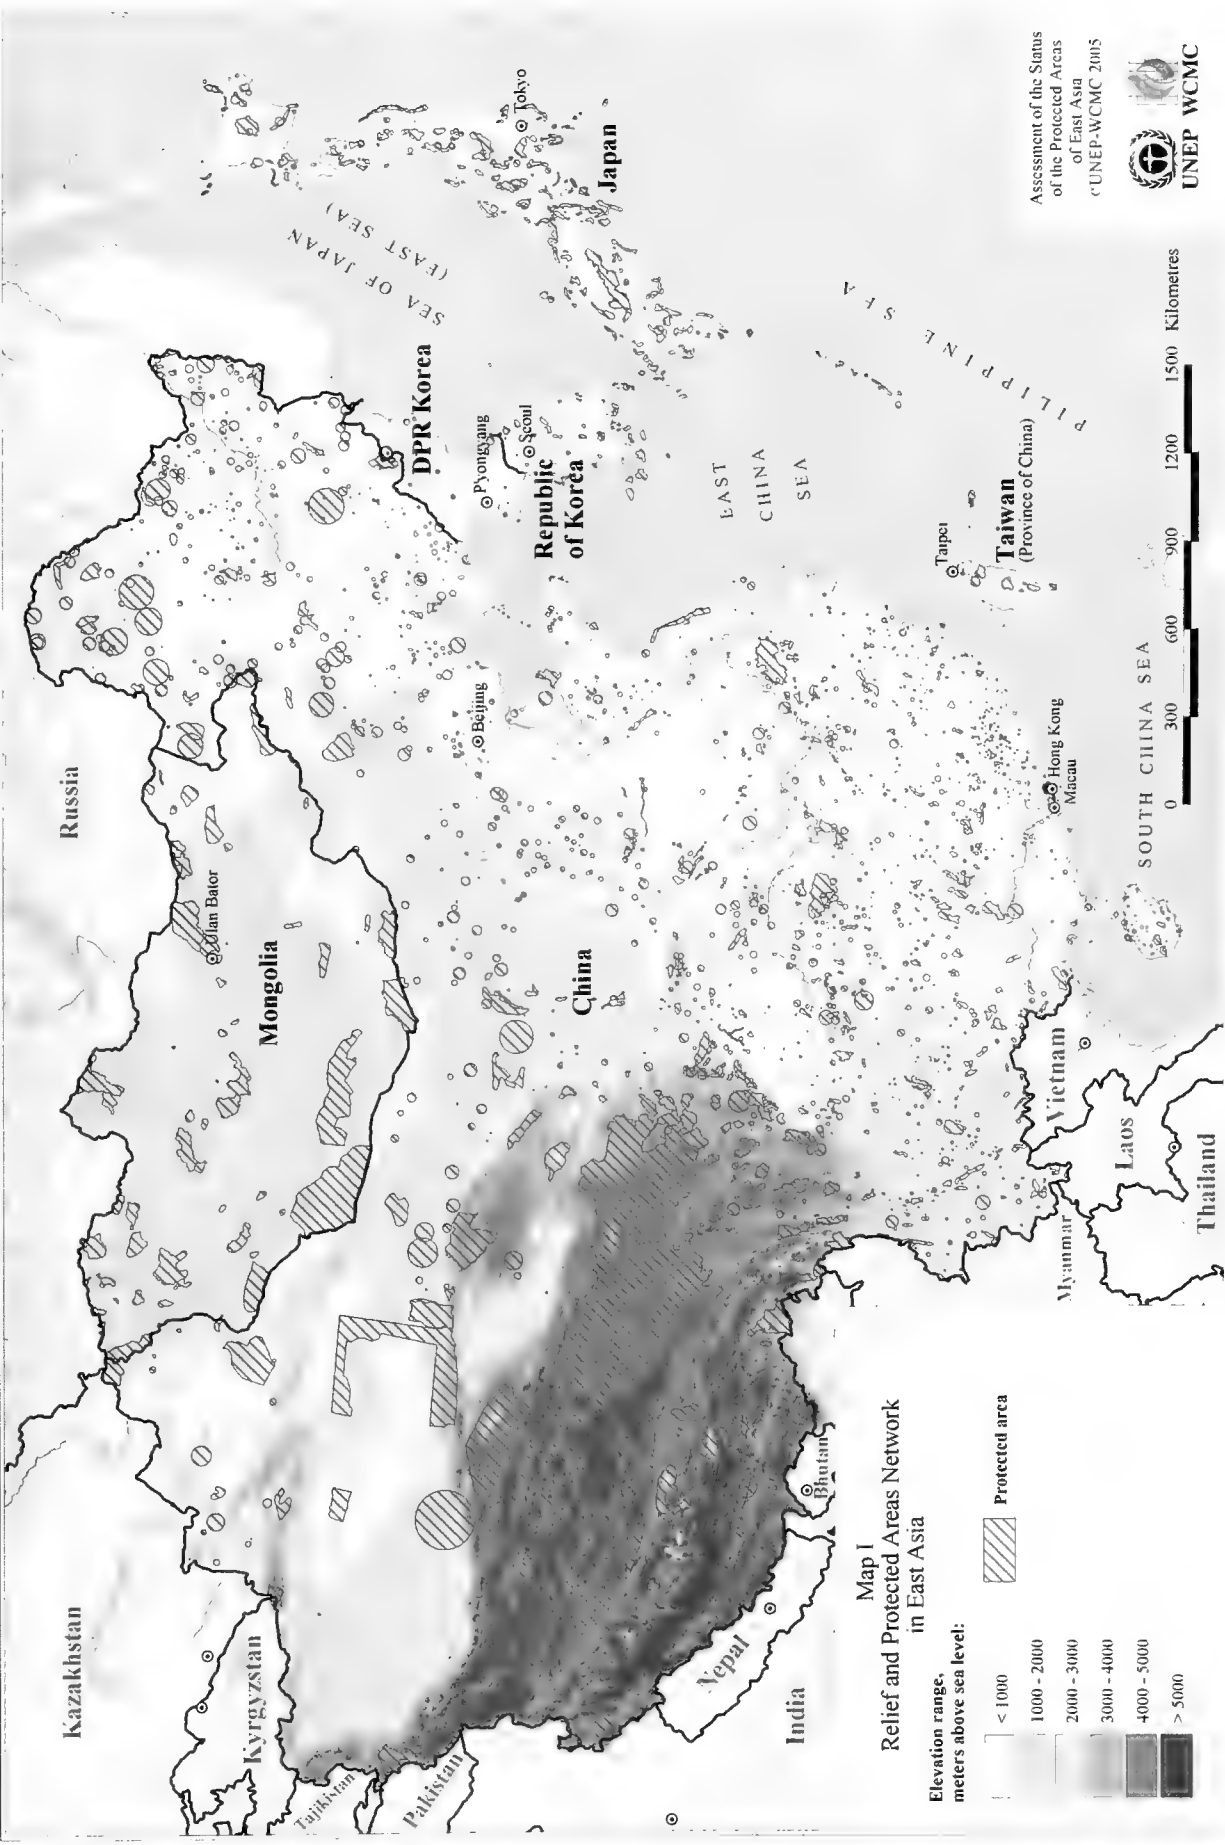 Kazakhstan
Russia
Kyrgyzstan
Tajikistan
Pakistan
Mongolia
Ulan Bator
China
Beijing
DPR Korea
P'yongyang
Seoul
Republic
of Korea
Japan
Tokyo
SEA OF JAPAN
(EAST SEA)
EAST
CHINA
SEA
PILIPPINE SEA
Taipei
Taiwan
(Province of China)
Hong Kong
Macau
SOUTH CHINA SEA
Nepal
India
Bhutan
Myanmar
Vietnam
Laos
Thailand
Map 1
Relief and Protected Areas Network
in East Asia
Elevation range,
meters above sea level:
< 1000
1000 - 2000
2000 - 3000
3000 - 4000
4000 - 5000
> 5000
Protected area
0 300 600 900 1200 1500 Kilometres
Assessment of the Status
of the Protected Areas
of East Asia
©UNEP-WCMC 2005
UNEP WCMC